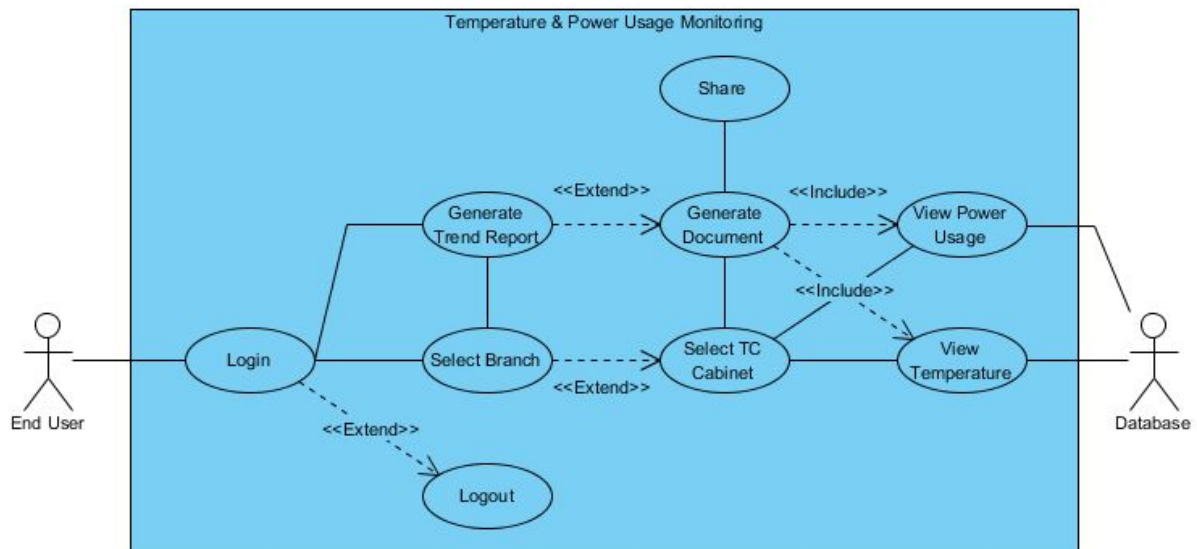 Temperature & Power Usage Monitoring
Share
<<Extend>>
<<Include>>
Generate
Trend Report
Generate
Document
View Power
Usage
<<Include>>
Login
Select Branch
Select TC
Cabinet
View
Temperature
<<Extend>>
End User
Database
<<Extend>>
Logout